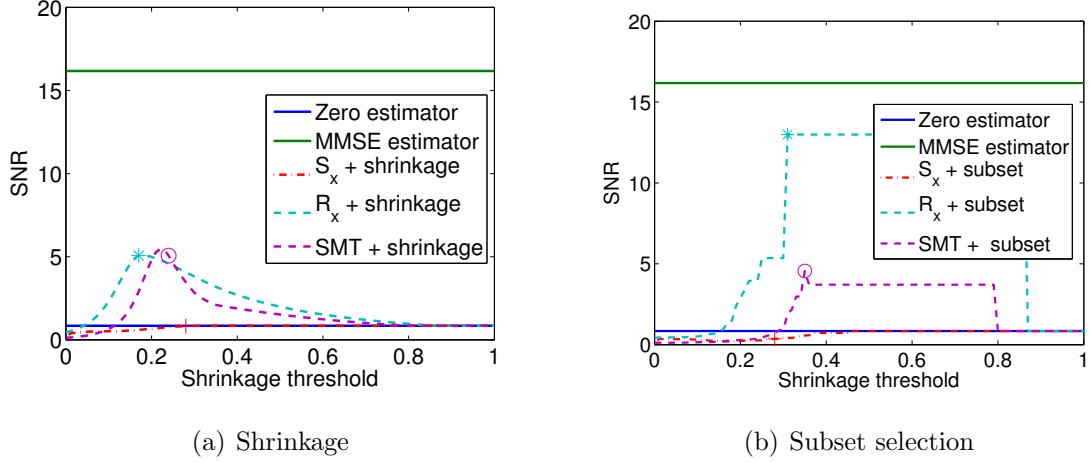 20
15
10
5
0
0
0.2
0.4
0.6
0.8
1
SNR
Shrinkage threshold
Zero estimator
MMSE estimator
S_x + shrinkage
R_x + shrinkage
SMT + shrinkage
(a) Shrinkage
20
15
10
5
0
0
0.2
0.4
0.6
0.8
1
SNR
Shrinkage threshold
Zero estimator
MMSE estimator
S_x + subset
R_x + subset
SMT + subset
(b) Subset selection